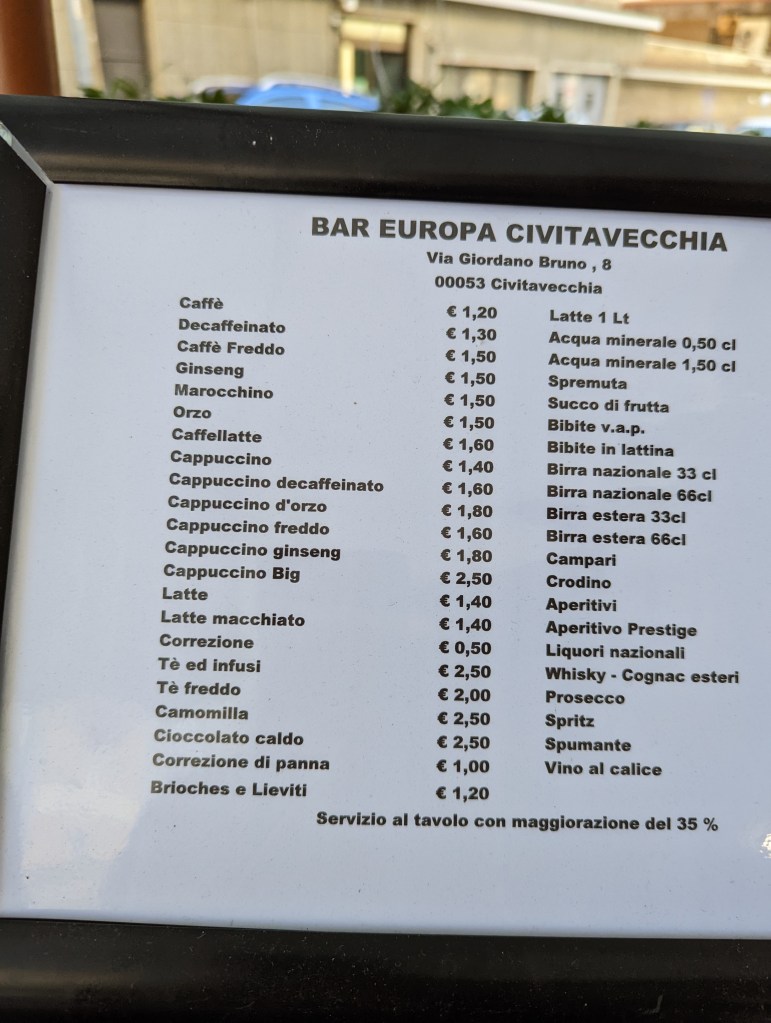 BAR EUROPA CIVITAVECCHIA
Via Giordano Bruno , 8
00053 Civitavecchia
Caffè € 1,20 Latte 1 Lt
Decaffeinato € 1,30 Acqua minerale 0,50 cl
Caffè Freddo € 1,50 Acqua minerale 1,50 cl
Ginseng € 1,50 Spremuta
Marocchino € 1,50 Succo di frutta
Orzo € 1,50 Bibite v.a.p.
Caffellatte € 1,60 Bibite in lattina
Cappuccino € 1,40 Birra nazionale 33 cl
Cappuccino decaffeinato € 1,60 Birra nazionale 66cl
Cappuccino d'orzo € 1,80 Birra estera 33cl
Cappuccino freddo € 1,60 Birra estera 66cl
Cappuccino ginseng € 1,80 Campari
Cappuccino Big € 2,50 Crodino
Latte € 1,40 Aperitivi
Latte macchiato € 1,40 Aperitivo Prestige
Correzione € 0,50 Liquori nazionali
Tè ed infusi € 2,50 Whisky - Cognac esteri
Tè freddo € 2,00 Prosecco
Camomilla € 2,50 Spritz
Cioccolato caldo € 2,50 Spumante
Correzione di panna € 1,00 Vino al calice
Brioches e Lieviti € 1,20
Servizio al tavolo con maggiorazione del 35 %